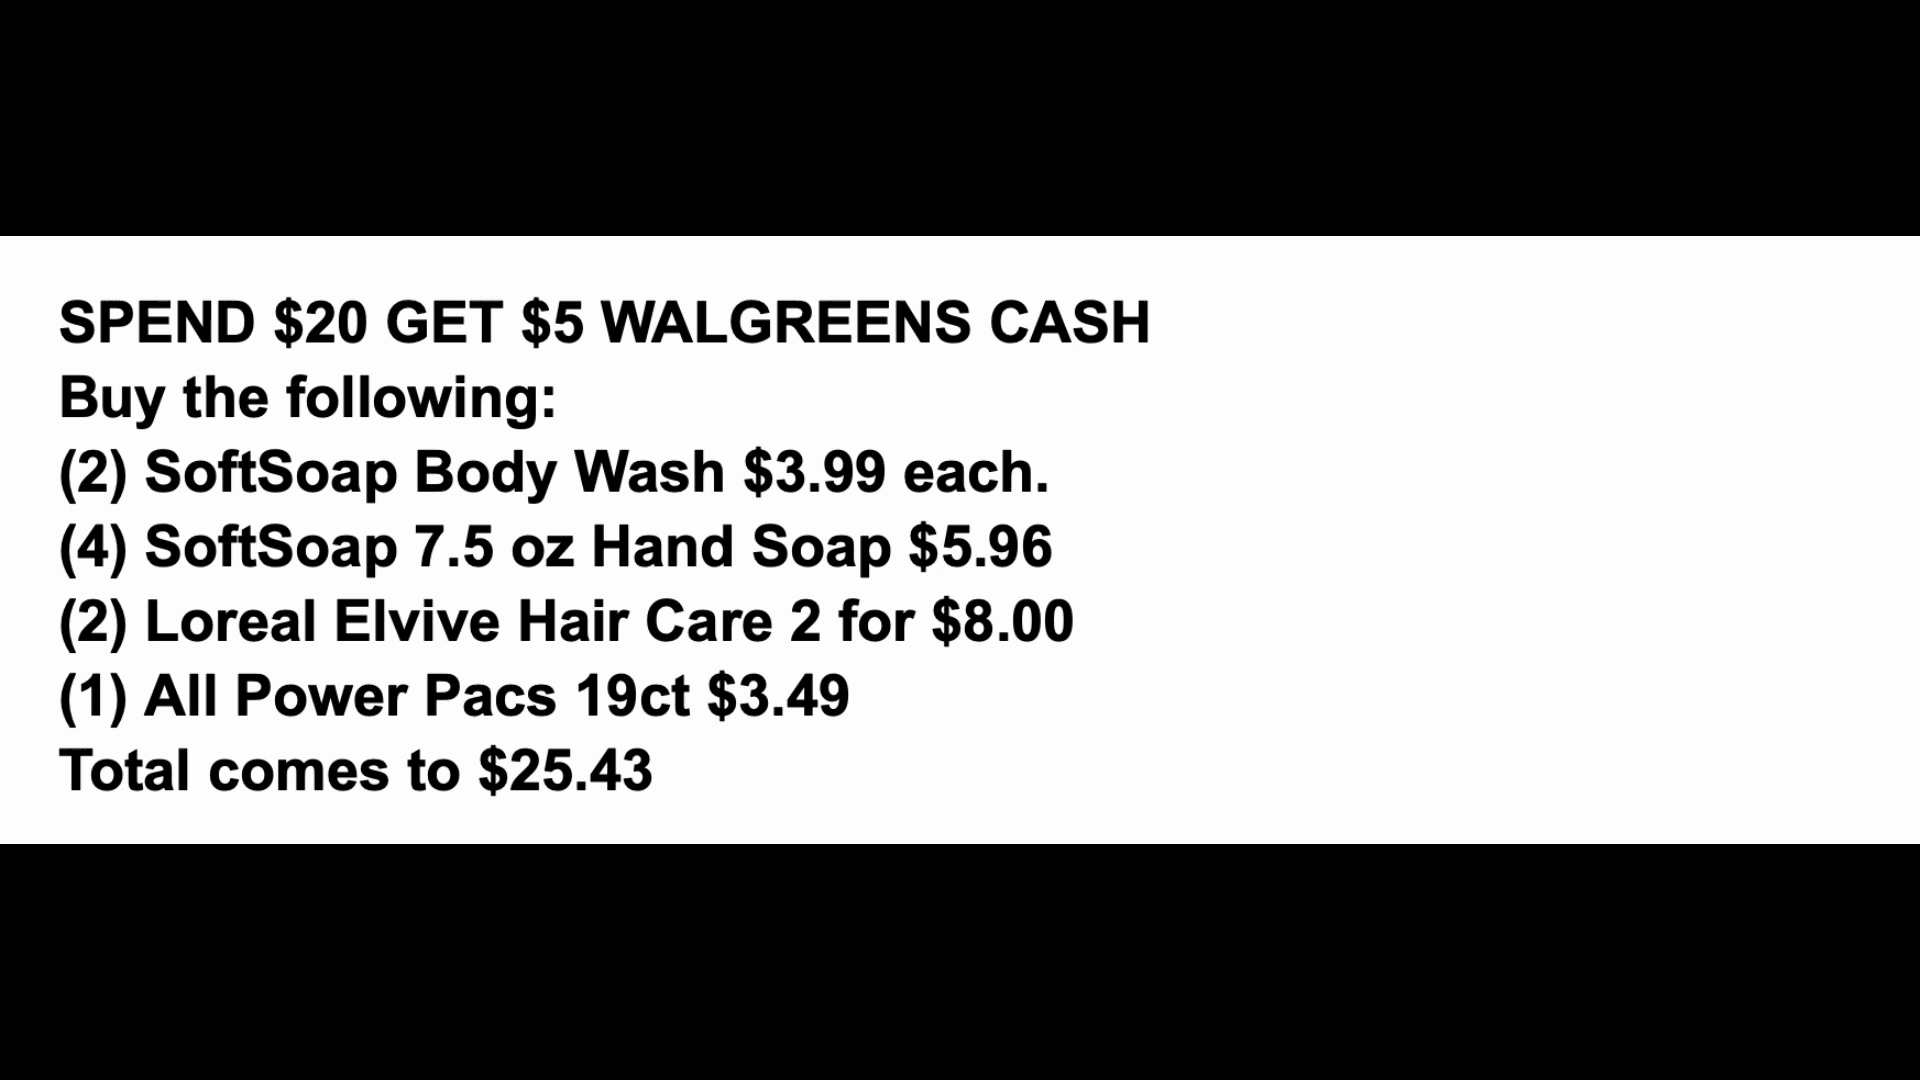 SPEND $20 GET $5 WALGREENS CASH
Buy the following:
(2) SoftSoap Body Wash $3.99 each.
(4) SoftSoap 7.5 oz Hand Soap $5.96
(2) Loreal Elvive Hair Care 2 for $8.00
(1) All Power Pacs 19ct $3.49
Total comes to $25.43